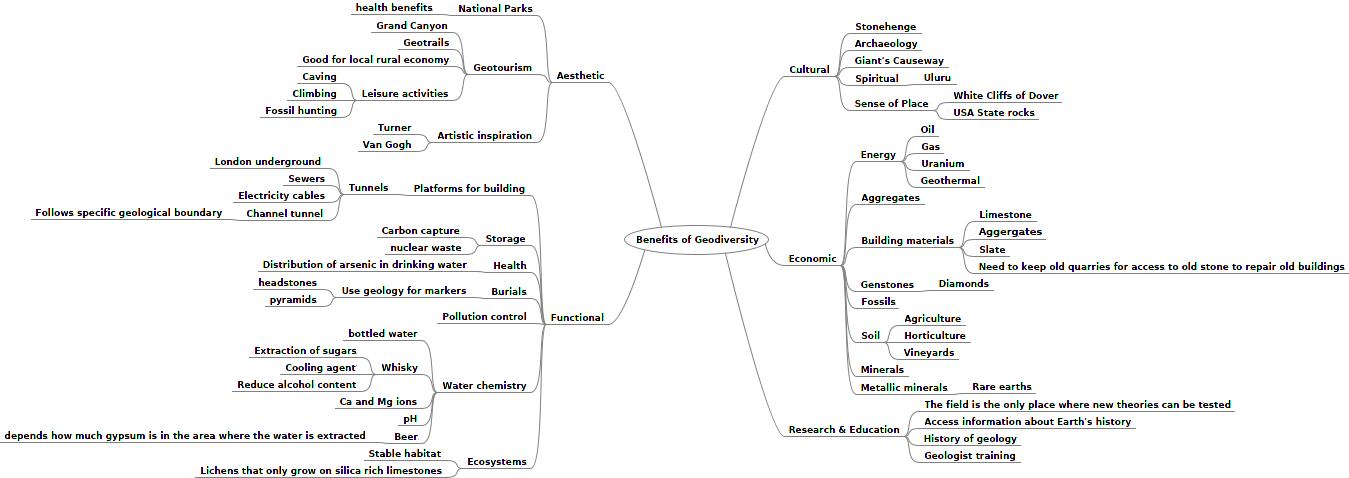 Benefits of Geodiversity
Aesthetic
National Parks
health benefits
Geotourism
Grand Canyon
Geotrails
Good for local rural economy
Leisure activities
Caving
Climbing
Fossil hunting
Artistic inspiration
Turner
Van Gogh
Functional
Platforms for building
Tunnels
London underground
Sewers
Electricity cables
Channel tunnel
Follows specific geological boundary
Storage
Carbon capture
nuclear waste
Health
Distribution of arsenic in drinking water
Burials
Use geology for markers
headstones
pyramids
Pollution control
Water chemistry
bottled water
Whisky
Extraction of sugars
Cooling agent
Reduce alcohol content
Ca and Mg ions
pH
Beer
depends how much gypsum is in the area where the water is extracted
Ecosystems
Stable habitat
Lichens that only grow on silica rich limestones
Cultural
Stonehenge
Archaeology
Giant's Causeway
Spiritual
Uluru
Sense of Place
White Cliffs of Dover
USA State rocks
Economic
Energy
Oil
Gas
Uranium
Geothermal
Aggregates
Building materials
Limestone
Aggergates
Slate
Need to keep old quarries for access to old stone to repair old buildings
Genstones
Diamonds
Fossils
Soil
Agriculture
Horticulture
Vineyards
Minerals
Metallic minerals
Rare earths
Research & Education
The field is the only place where new theories can be tested
Access information about Earth's history
History of geology
Geologist training